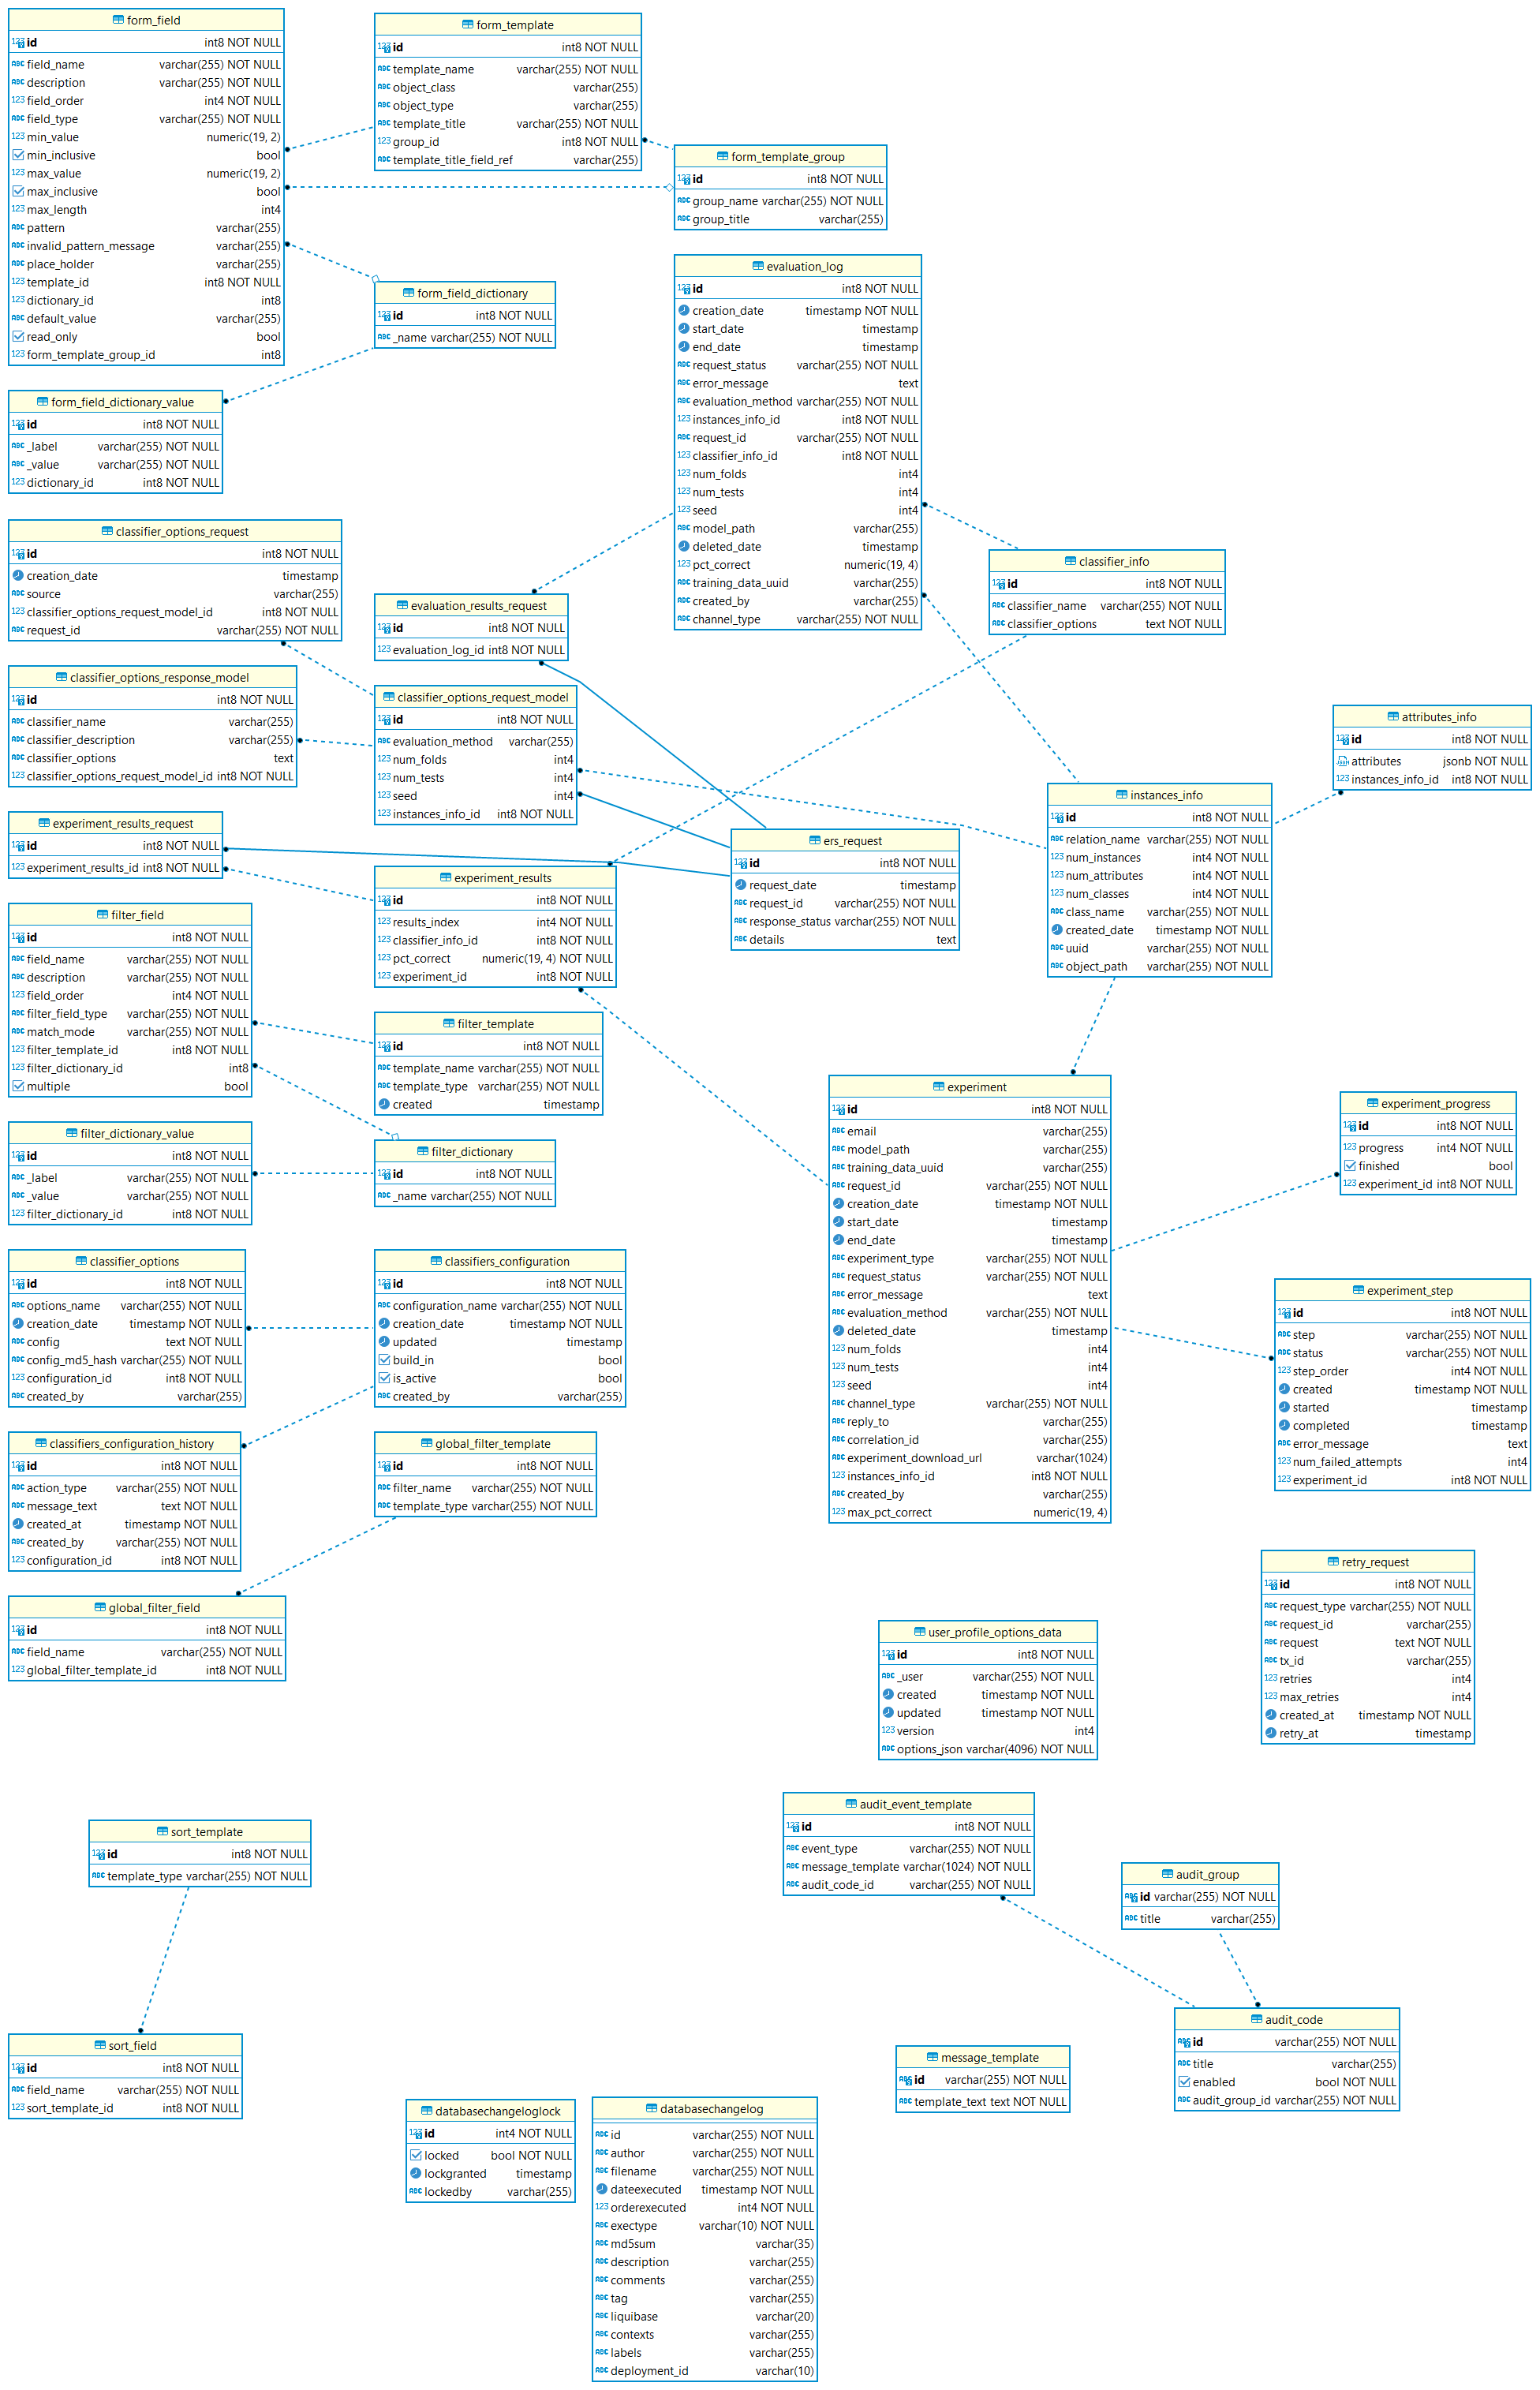 form_field
id int8 NOT NULL
field_name varchar(255) NOT NULL
description varchar(255) NOT NULL
field_order int4 NOT NULL
field_type varchar(255) NOT NULL
min_value numeric(19, 2)
min_inclusive bool
max_value numeric(19, 2)
max_inclusive bool
max_length int4
pattern varchar(255)
invalid_pattern_message varchar(255)
place_holder varchar(255)
template_id int8 NOT NULL
dictionary_id int8
default_value varchar(255)
read_only bool
form_template_group_id int8
form_template
id int8 NOT NULL
template_name varchar(255) NOT NULL
object_class varchar(255)
object_type varchar(255)
template_title varchar(255) NOT NULL
group_id int8 NOT NULL
template_title_field_ref varchar(255)
form_template_group
id int8 NOT NULL
group_name varchar(255) NOT NULL
group_title varchar(255)
form_field_dictionary
id int8 NOT NULL
_name varchar(255) NOT NULL
form_field_dictionary_value
id int8 NOT NULL
_label varchar(255) NOT NULL
_value varchar(255) NOT NULL
dictionary_id int8 NOT NULL
evaluation_log
id int8 NOT NULL
creation_date timestamp NOT NULL
start_date timestamp
end_date timestamp
request_status varchar(255) NOT NULL
error_message text
evaluation_method varchar(255) NOT NULL
instances_info_id int8 NOT NULL
request_id varchar(255) NOT NULL
classifier_info_id int8 NOT NULL
num_folds int4
num_tests int4
seed int4
model_path varchar(255)
deleted_date timestamp
pct_correct numeric(19, 4)
training_data_uuid varchar(255)
created_by varchar(255)
channel_type varchar(255) NOT NULL
classifier_options_request
id int8 NOT NULL
creation_date timestamp
source varchar(255)
classifier_options_request_model_id int8 NOT NULL
request_id varchar(255) NOT NULL
classifier_info
id int8 NOT NULL
classifier_name varchar(255) NOT NULL
classifier_options text NOT NULL
evaluation_results_request
id int8 NOT NULL
evaluation_log_id int8 NOT NULL
classifier_options_response_model
id int8 NOT NULL
classifier_name varchar(255)
classifier_description varchar(255)
classifier_options text
classifier_options_request_model_id int8 NOT NULL
classifier_options_request_model
id int8 NOT NULL
evaluation_method varchar(255)
num_folds int4
num_tests int4
seed int4
instances_info_id int8 NOT NULL
attributes_info
id int8 NOT NULL
attributes jsonb NOT NULL
instances_info_id int8 NOT NULL
instances_info
id int8 NOT NULL
relation_name varchar(255) NOT NULL
num_instances int4 NOT NULL
num_attributes int4 NOT NULL
num_classes int4 NOT NULL
class_name varchar(255) NOT NULL
created_date timestamp NOT NULL
uuid varchar(255) NOT NULL
object_path varchar(255) NOT NULL
experiment_results_request
id int8 NOT NULL
experiment_results_id int8 NOT NULL
ers_request
id int8 NOT NULL
request_date timestamp
request_id varchar(255) NOT NULL
response_status varchar(255) NOT NULL
details text
experiment_results
id int8 NOT NULL
results_index int4 NOT NULL
classifier_info_id int8 NOT NULL
pct_correct numeric(19, 4) NOT NULL
experiment_id int8 NOT NULL
filter_field
id int8 NOT NULL
field_name varchar(255) NOT NULL
description varchar(255) NOT NULL
field_order int4 NOT NULL
filter_field_type varchar(255) NOT NULL
match_mode varchar(255) NOT NULL
filter_template_id int8 NOT NULL
filter_dictionary_id int8
multiple bool
filter_template
id int8 NOT NULL
template_name varchar(255) NOT NULL
template_type varchar(255) NOT NULL
created timestamp
filter_dictionary_value
id int8 NOT NULL
_label varchar(255) NOT NULL
_value varchar(255) NOT NULL
filter_dictionary_id int8 NOT NULL
filter_dictionary
id int8 NOT NULL
_name varchar(255) NOT NULL
experiment
id int8 NOT NULL
email varchar(255)
model_path varchar(255)
training_data_uuid varchar(255)
request_id varchar(255) NOT NULL
creation_date timestamp NOT NULL
start_date timestamp
end_date timestamp
experiment_type varchar(255) NOT NULL
request_status varchar(255) NOT NULL
error_message text
evaluation_method varchar(255) NOT NULL
deleted_date timestamp
num_folds int4
num_tests int4
seed int4
channel_type varchar(255) NOT NULL
reply_to varchar(255)
correlation_id varchar(255)
experiment_download_url varchar(1024)
instances_info_id int8 NOT NULL
created_by varchar(255)
max_pct_correct numeric(19, 4)
experiment_progress
id int8 NOT NULL
progress int4 NOT NULL
finished bool
experiment_id int8 NOT NULL
experiment_step
id int8 NOT NULL
step varchar(255) NOT NULL
status varchar(255) NOT NULL
step_order int4 NOT NULL
created timestamp NOT NULL
started timestamp
completed timestamp
error_message text
num_failed_attempts int4
experiment_id int8 NOT NULL
classifier_options
id int8 NOT NULL
options_name varchar(255) NOT NULL
creation_date timestamp NOT NULL
config text NOT NULL
config_md5_hash varchar(255) NOT NULL
configuration_id int8 NOT NULL
created_by varchar(255)
classifiers_configuration
id int8 NOT NULL
configuration_name varchar(255) NOT NULL
creation_date timestamp NOT NULL
updated timestamp
build_in bool
is_active bool
created_by varchar(255)
classifiers_configuration_history
id int8 NOT NULL
action_type varchar(255) NOT NULL
message_text text NOT NULL
created_at timestamp NOT NULL
created_by varchar(255) NOT NULL
configuration_id int8 NOT NULL
global_filter_template
id int8 NOT NULL
filter_name varchar(255) NOT NULL
template_type varchar(255) NOT NULL
global_filter_field
id int8 NOT NULL
field_name varchar(255) NOT NULL
global_filter_template_id int8 NOT NULL
retry_request
id int8 NOT NULL
request_type varchar(255) NOT NULL
request_id varchar(255)
request text NOT NULL
tx_id varchar(255)
retries int4
max_retries int4
created_at timestamp NOT NULL
retry_at timestamp
user_profile_options_data
id int8 NOT NULL
_user varchar(255) NOT NULL
created timestamp NOT NULL
updated timestamp NOT NULL
version int4
options_json varchar(4096) NOT NULL
audit_event_template
id int8 NOT NULL
event_type varchar(255) NOT NULL
message_template varchar(1024) NOT NULL
audit_code_id varchar(255) NOT NULL
sort_template
id int8 NOT NULL
template_type varchar(255) NOT NULL
audit_group
id varchar(255) NOT NULL
title varchar(255)
audit_code
id varchar(255) NOT NULL
title varchar(255)
enabled bool NOT NULL
audit_group_id varchar(255) NOT NULL
sort_field
id int8 NOT NULL
field_name varchar(255) NOT NULL
sort_template_id int8 NOT NULL
message_template
id varchar(255) NOT NULL
template_text text NOT NULL
databasechangeloglock
id int4 NOT NULL
locked bool NOT NULL
lockgranted timestamp
lockedby varchar(255)
databasechangelog
id varchar(255) NOT NULL
author varchar(255) NOT NULL
filename varchar(255) NOT NULL
dateexecuted timestamp NOT NULL
orderexecuted int4 NOT NULL
exectype varchar(10) NOT NULL
md5sum varchar(35)
description varchar(255)
comments varchar(255)
tag varchar(255)
liquibase varchar(20)
contexts varchar(255)
labels varchar(255)
deployment_id varchar(10)